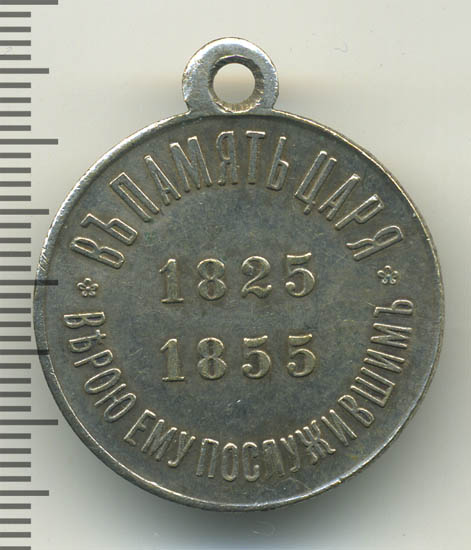 ВЪ ПАМЯТЬ ЦАРЯ
1825
1855
ВѢРОЮ ЕМУ ПОСЛУЖИВШИМЪ